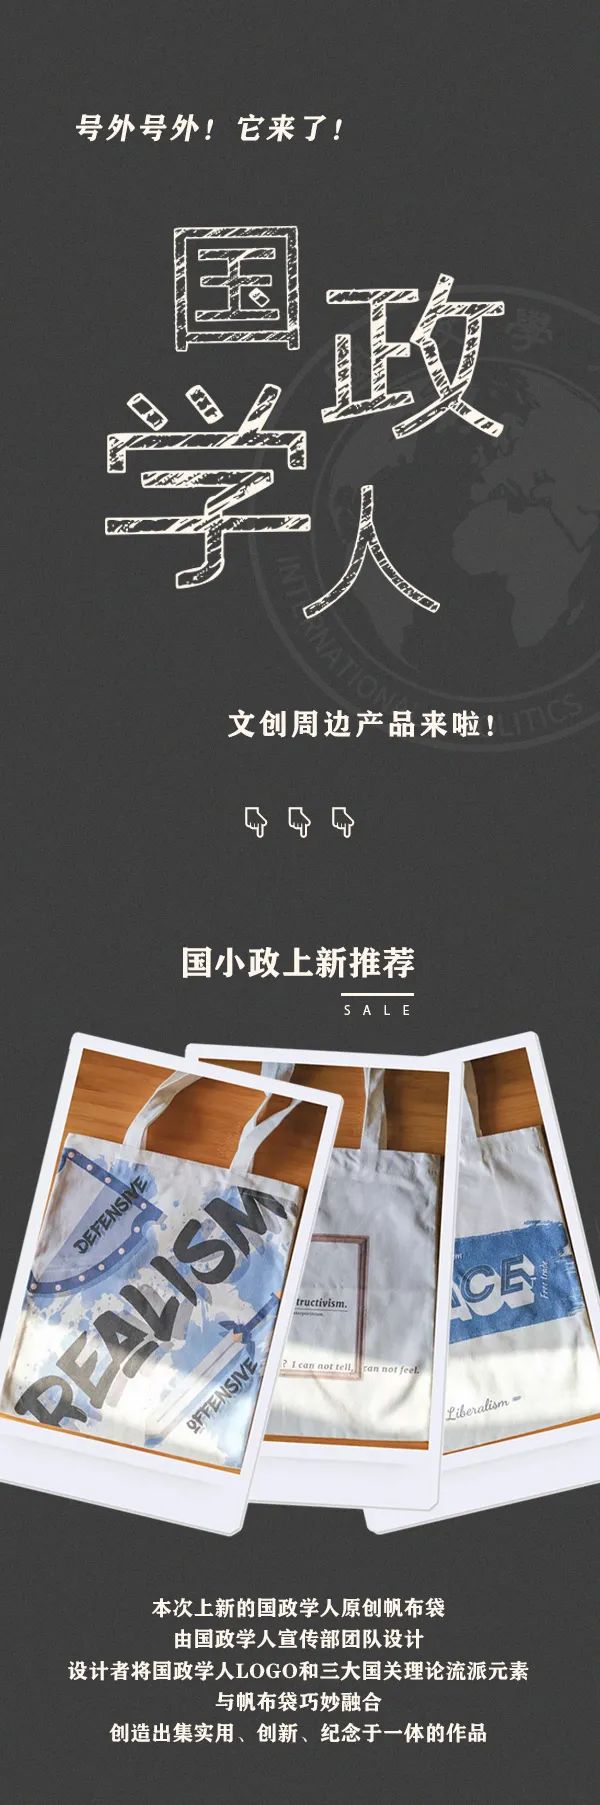 号外号外！它来了！
国政
学人
學
INTERNATIONAL POLITICS
文创周边产品来啦！
国小政上新推荐
SALE
DEFENSIVE
REALISM
OFFENSIVE
tructivism.
? I can not tell, can not feel.
ACE
Free trade
Liberalism
本次上新的国政学人原创帆布袋
由国政学人宣传部团队设计
设计者将国政学人LOGO和三大国关理论流派元素
与帆布袋巧妙融合
创造出集实用、创新、纪念于一体的作品